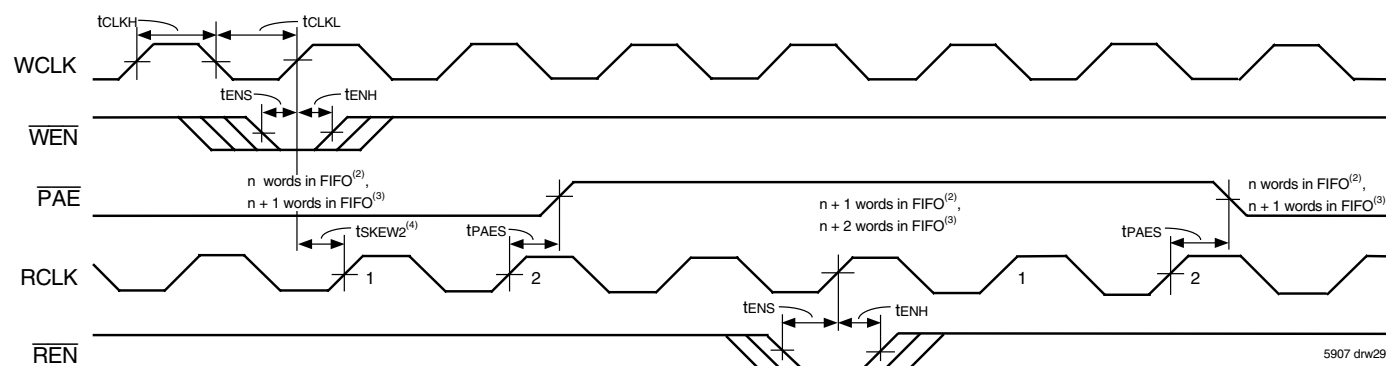 tCLKH
tCLKL
WCLK
tENS
tENH
WEN
n words in FIFO(2),
n + 1 words in FIFO(3)
PAE
n + 1 words in FIFO(2),
n + 2 words in FIFO(3)
n words in FIFO(2),
n + 1 words in FIFO(3)
tSKEW2(4)
tPAES
tPAES
RCLK
1
2
1
2
tENS
tENH
REN
5907 drw29